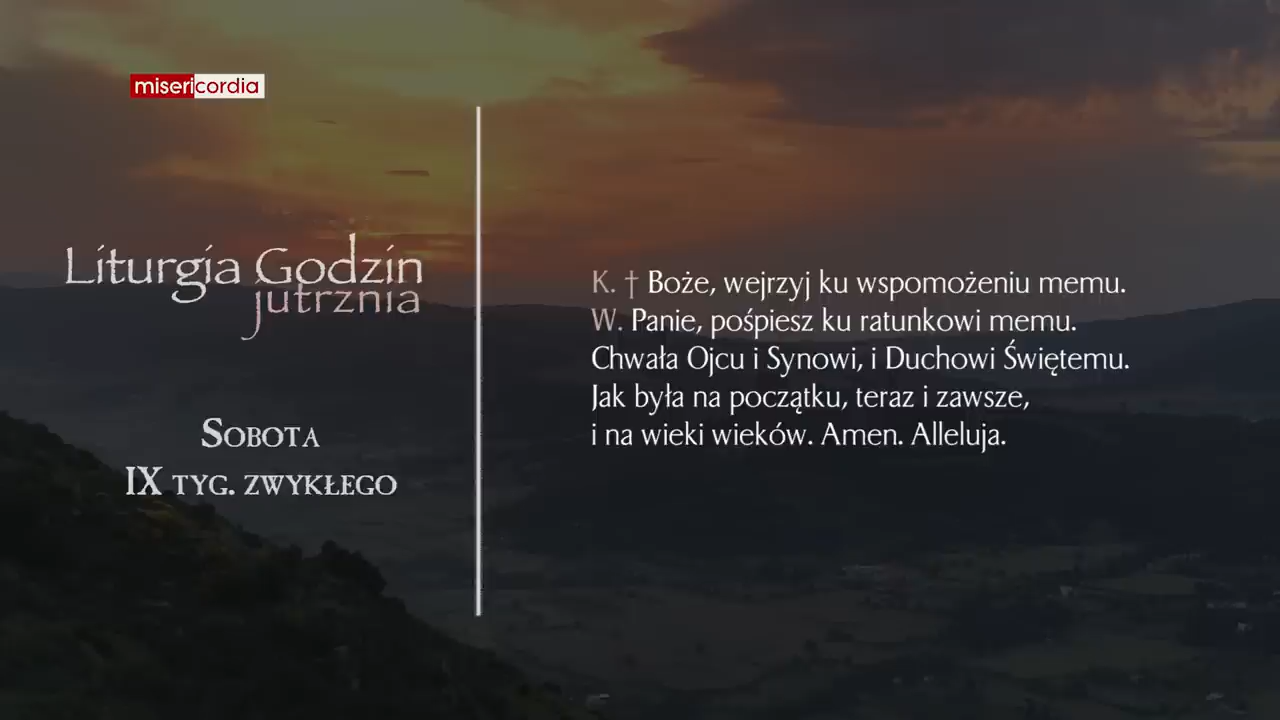 misericordia
Liturgia Godzin
jutrznia
Sobota
IX tyg. zwykłego
K. † Boże, wejrzyj ku wspomożeniu memu.
W. Panie, pośpiesz ku ratunkowi memu.
Chwała Ojcu i Synowi, i Duchowi Świętemu.
Jak była na początku, teraz i zawsze,
i na wieki wieków. Amen. Alleluja.